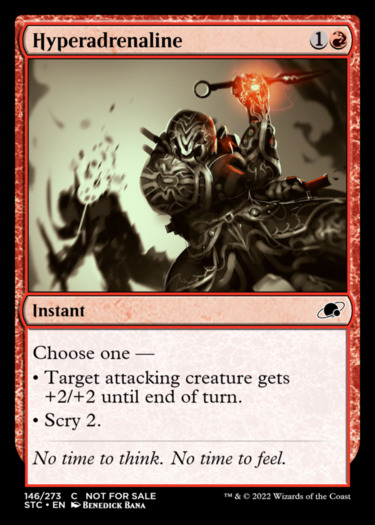 Hyperadrenaline 1
Instant
Choose one —
• Target attacking creature gets
+2/+2 until end of turn.
• Scry 2.
No time to think. No time to feel.
146/273 C NOT FOR SALE
STC • EN Benedick Bana
™ & © 2022 Wizards of the Coast